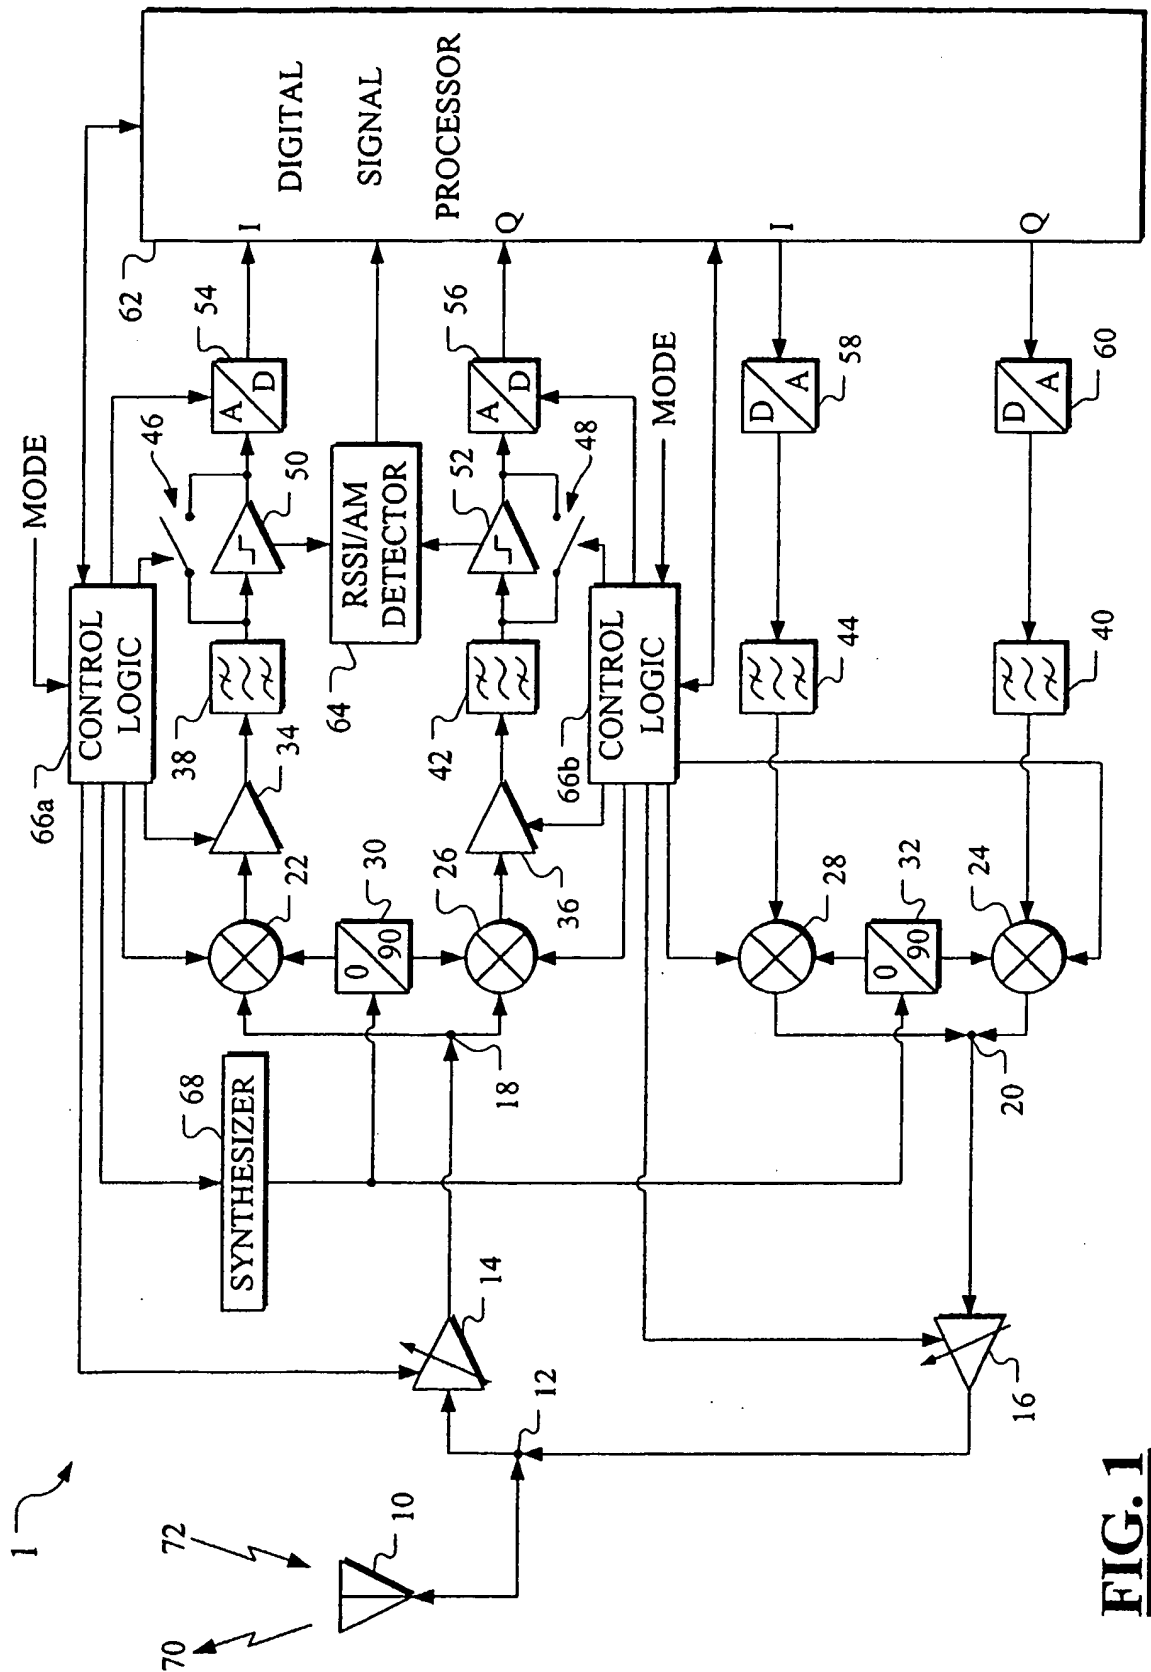 FIG. 1
1
70
72
10
12
14
16
SYNTHESIZER
68
18
20
66a
CONTROL
LOGIC
MODE
22
0
90
30
26
28
0
90
32
24
34
36
38
42
66b
CONTROL
LOGIC
MODE
44
40
46
50
64
RSSI/AM
DETECTOR
52
48
A
D
54
A
D
56
D
A
58
D
A
60
62
I
Q
I
Q
DIGITAL
SIGNAL
PROCESSOR